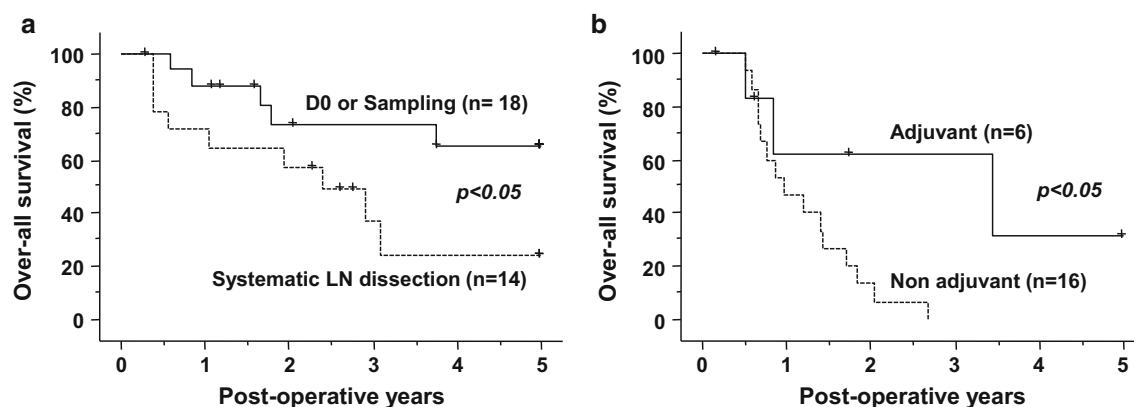 a
Over-all survival (%)
100
80
60
40
20
0
D0 or Sampling (n= 18)
p<0.05
Systematic LN dissection (n=14)
0 1 2 3 4 5
Post-operative years
b
Over-all survival (%)
100
80
60
40
20
0
Adjuvant (n=6)
p<0.05
Non adjuvant (n=16)
0 1 2 3 4 5
Post-operative years